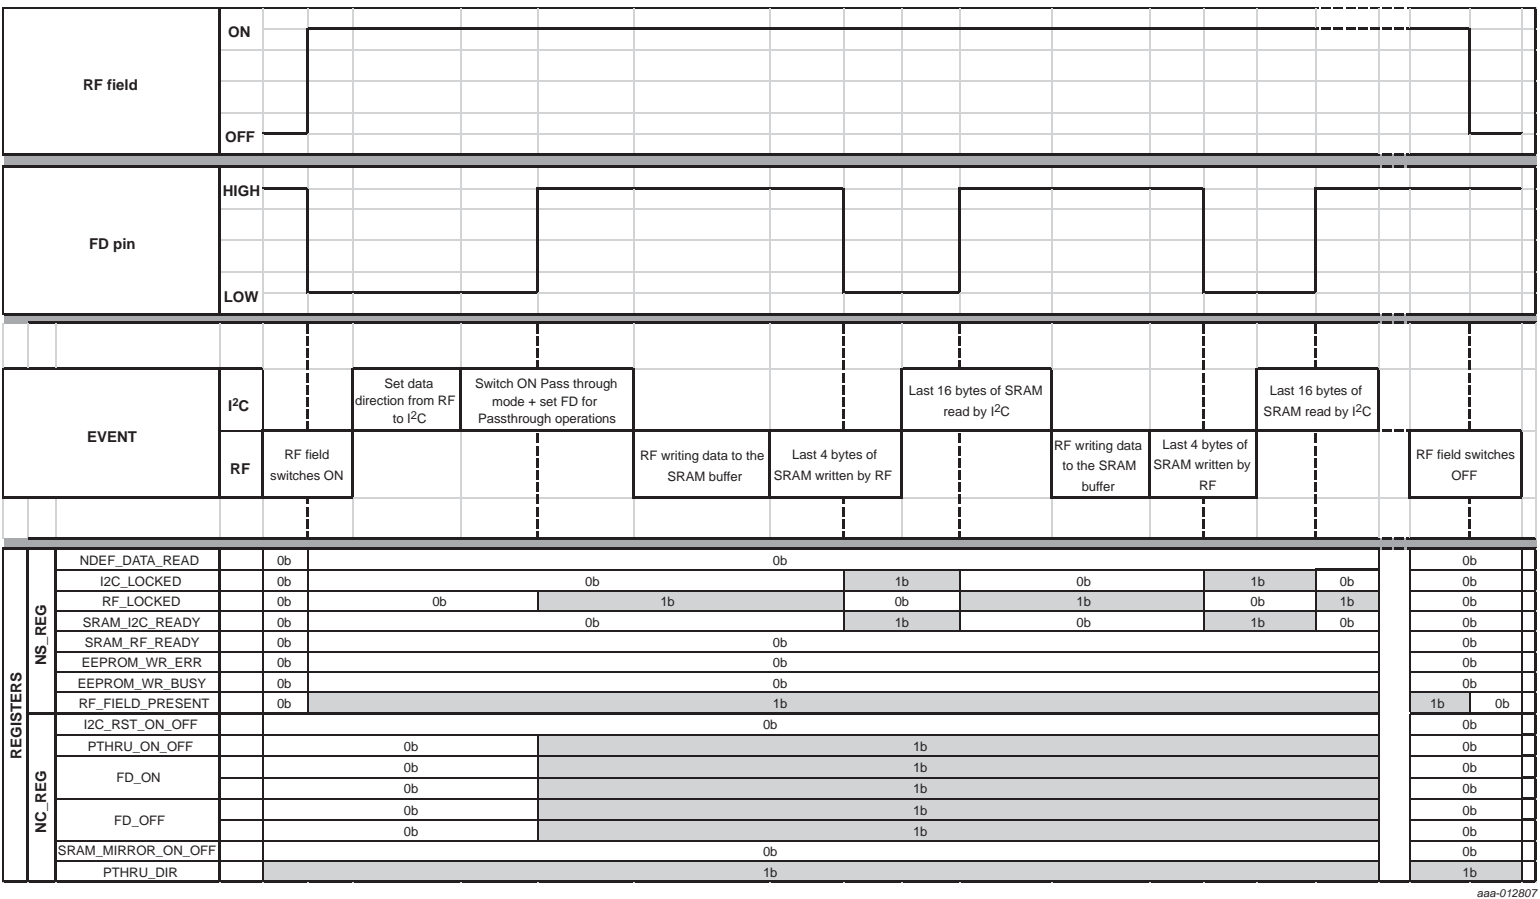 RF field
ON
OFF
FD pin
HIGH
LOW
EVENT
I2C
Set data
direction from RF
to I2C
Switch ON Pass through
mode + set FD for
Passthrough operations
Last 16 bytes of SRAM
read by I2C
Last 16 bytes of
SRAM read by I2C
RF
RF field
switches ON
RF writing data to the
SRAM buffer
Last 4 bytes of
SRAM written by RF
RF writing data
to the SRAM
buffer
Last 4 bytes of
SRAM written by
RF
RF field switches
OFF
REGISTERS
NS_REG
NDEF_DATA_READ 0b 0b 0b
I2C_LOCKED 0b 0b 1b 0b 1b 0b 0b
RF_LOCKED 0b 0b 1b 0b 1b 0b 1b 0b
SRAM_I2C_READY 0b 0b 1b 0b 1b 0b 0b
SRAM_RF_READY 0b 0b 0b
EEPROM_WR_ERR 0b 0b 0b
EEPROM_WR_BUSY 0b 0b 0b
RF_FIELD_PRESENT 0b 1b 1b 0b
NC_REG
I2C_RST_ON_OFF 0b 0b
PTHRU_ON_OFF 0b 1b 0b
FD_ON
0b 1b 0b
0b 1b 0b
FD_OFF
0b 1b 0b
0b 1b 0b
SRAM_MIRROR_ON_OFF 0b 0b
PTHRU_DIR 1b 1b
aaa-012807